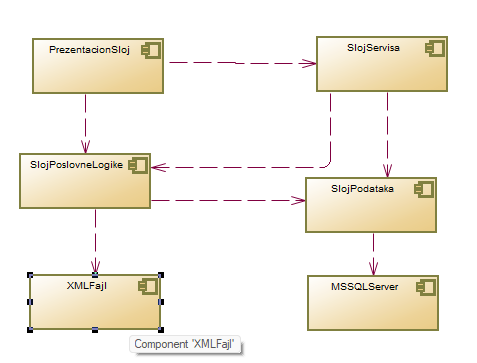 PrezentacionSloj
SlojServisa
SlojPoslovneLogike
SlojPodataka
XMLFajl
MSSQLServer
Component 'XMLFajl'